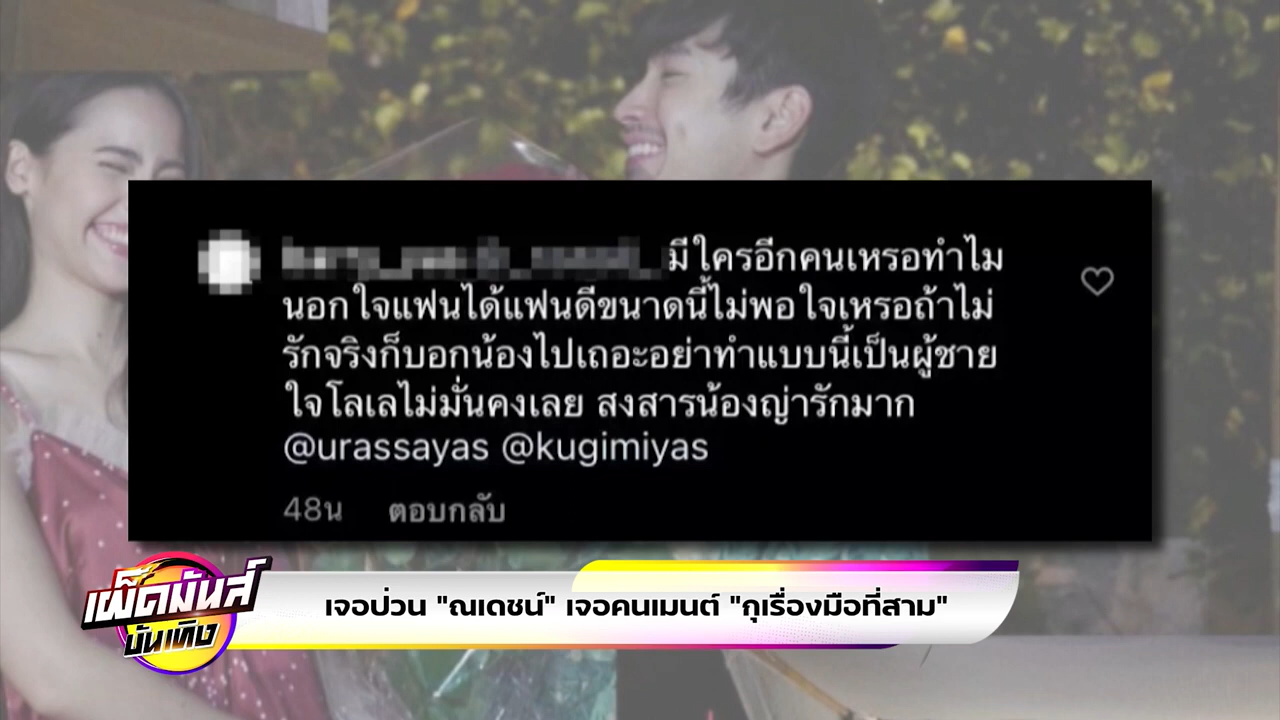 มีใครอีกคนเหรอทำไม
นอกใจแฟนได้แฟนดีขนาดนี้ไม่พอใจเหรอถ้าไม่
รักจริงก็บอกน้องไปเถอะอย่าทำแบบนี้เป็นผู้ชาย
ใจโลเลไม่มั่นคงเลย สงสารน้องญ่ารักมาก
@urassayas @kugimiyas
48น ตอบกลับ
เผ็ดมันส์
บันเทิง
เจอป่วน "ณเดชน์" เจอคนเมนต์ "กุเรื่องมือที่สาม"